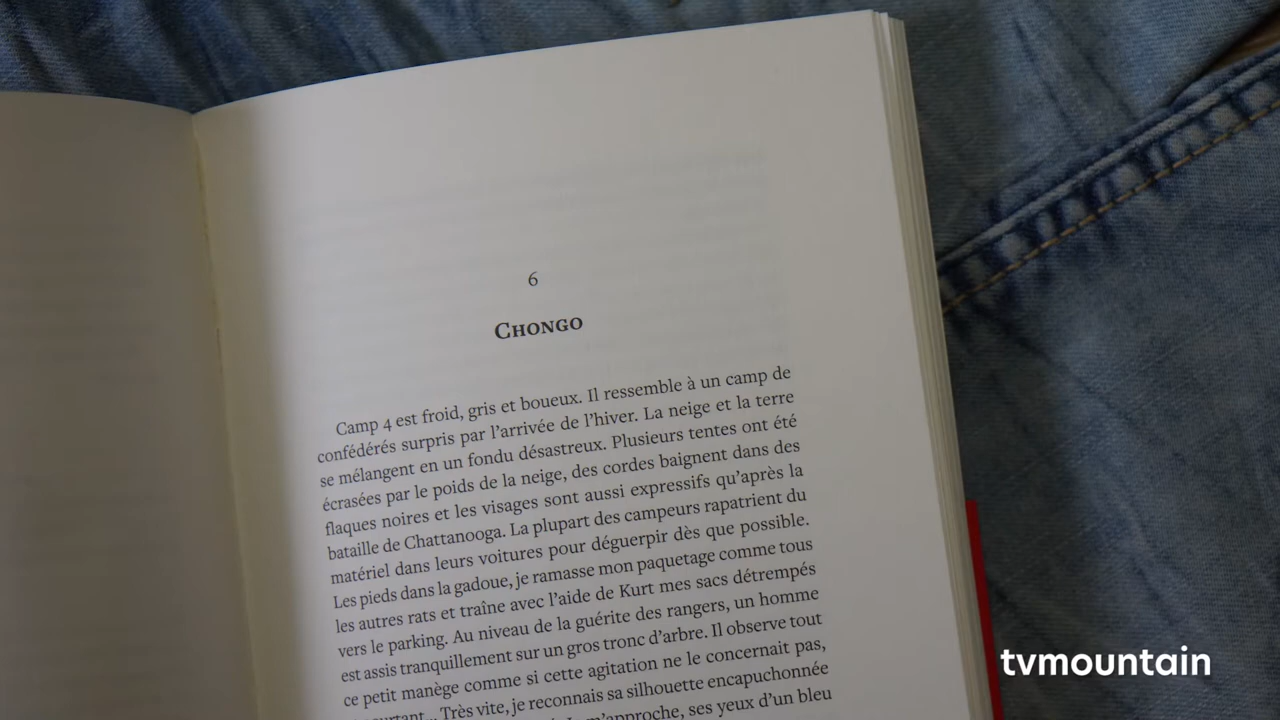 6
CHONGO
Camp 4 est froid, gris et boueux. Il ressemble à un camp de
confédérés surpris par l'arrivée de l'hiver. La neige et la terre
se mélangent en un fondu désastreux. Plusieurs tentes ont été
écrasées par le poids de la neige, des cordes baignent dans des
flaques noires et les visages sont aussi expressifs qu'après la
bataille de Chattanooga. La plupart des campeurs rapatrient du
matériel dans leurs voitures pour déguerpir dès que possible.
Les pieds dans la gadoue, je ramasse mon paquetage comme tous
les autres rats et traîne avec l'aide de Kurt mes sacs détrempés
vers le parking. Au niveau de la guérite des rangers, un homme
est assis tranquillement sur un gros tronc d'arbre. Il observe tout
ce petit manège comme si cette agitation ne le concernait pas,
Très vite, je reconnais sa silhouette encapuchonnée
m'approche, ses yeux d'un bleu
tvmountain